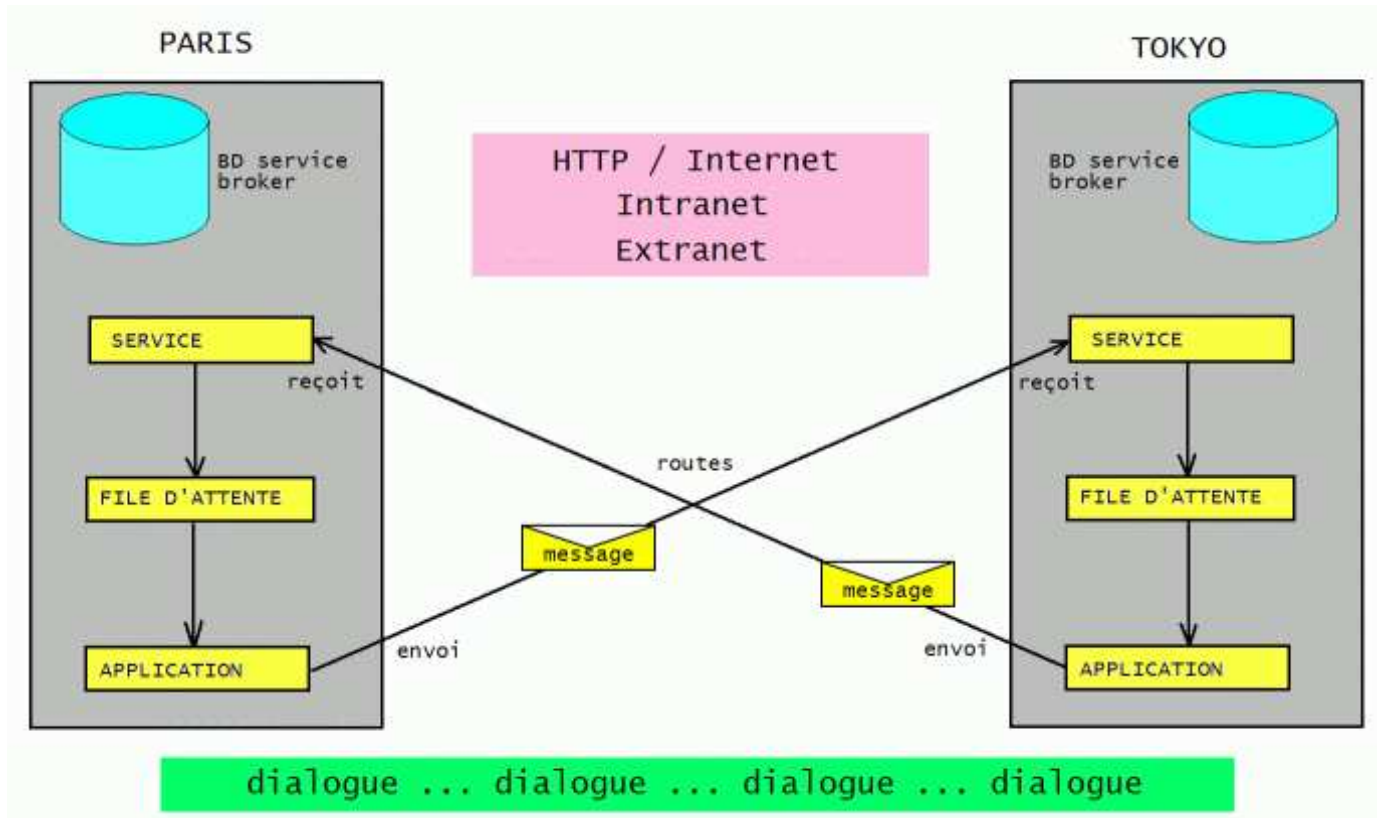 PARIS
TOKYO
BD service
broker
HTTP / Internet
Intranet
Extranet
BD service
broker
SERVICE
SERVICE
reçoit
reçoit
routes
FILE D'ATTENTE
FILE D'ATTENTE
message
message
envoi
envoi
APPLICATION
APPLICATION
dialogue ... dialogue ... dialogue ... dialogue